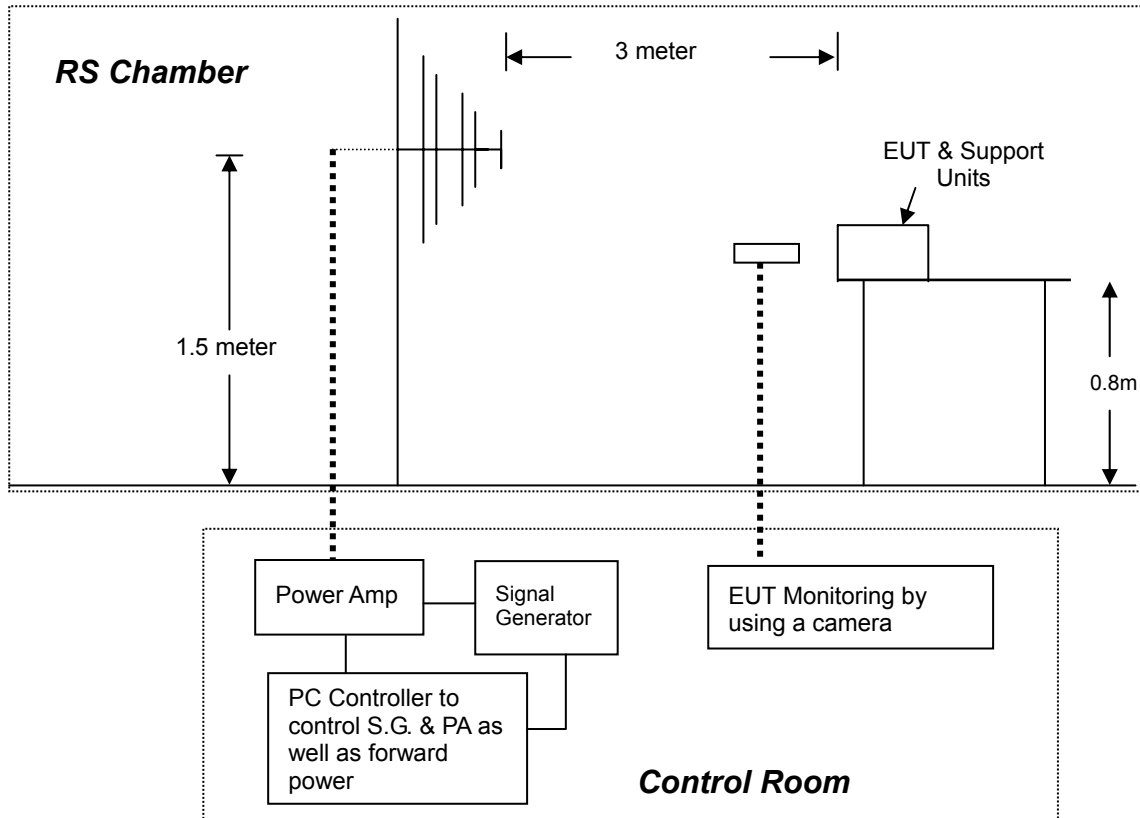 3 meter
RS Chamber
EUT & Support
Units
1.5 meter
0.8m
Power Amp
Signal
Generator
EUT Monitoring by
using a camera
PC Controller to
control S.G. & PA as
well as forward
power
Control Room